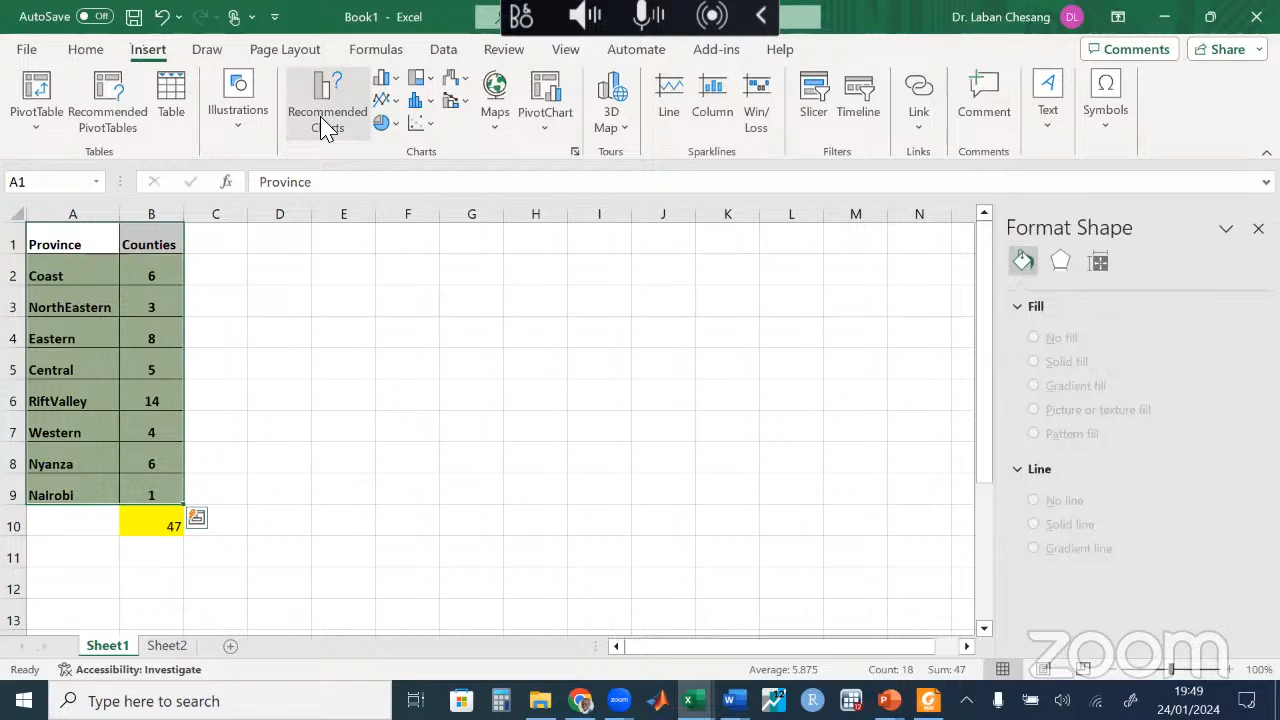 AutoSave Off Book1 - Excel Dr. Laban Chesang DL
File Home Insert Draw Page Layout Formulas Data Review View Automate Add-ins Help Comments Share
PivotTable Recommended PivotTables Table Illustrations Recommended Charts Maps PivotChart 3D Map Line Column Win/Loss Slicer Timeline Link Comment Text Symbols
Tables Charts Tours Sparklines Filters Links Comments
A1 fx Province
A B C D E F G H I J K L M N
1 Province Counties
2 Coast 6
3 NorthEastern 3
4 Eastern 8
5 Central 5
6 RiftValley 14
7 Western 4
8 Nyanza 6
9 Nairobi 1
10 47
11
12
13
Format Shape
Fill
No fill
Solid fill
Gradient fill
Picture or texture fill
Pattern fill
Line
No line
Solid line
Gradient line
Sheet1 Sheet2
Ready Accessibility: Investigate Average: 5.875 Count: 18 Sum: 47 100%
zoom
Type here to search zoom 12 R 19:49
24/01/2024